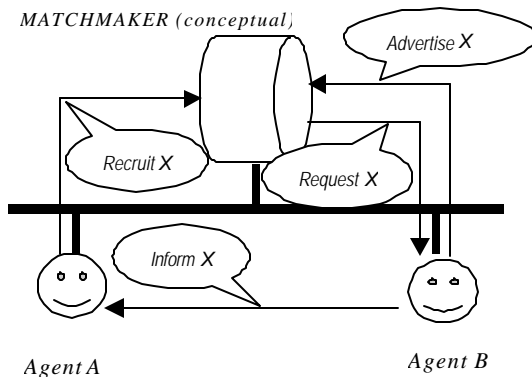 MATCHMAKER (conceptual)
Advertise X
Recruit X
Request X
Inform X
Agent A
Agent B